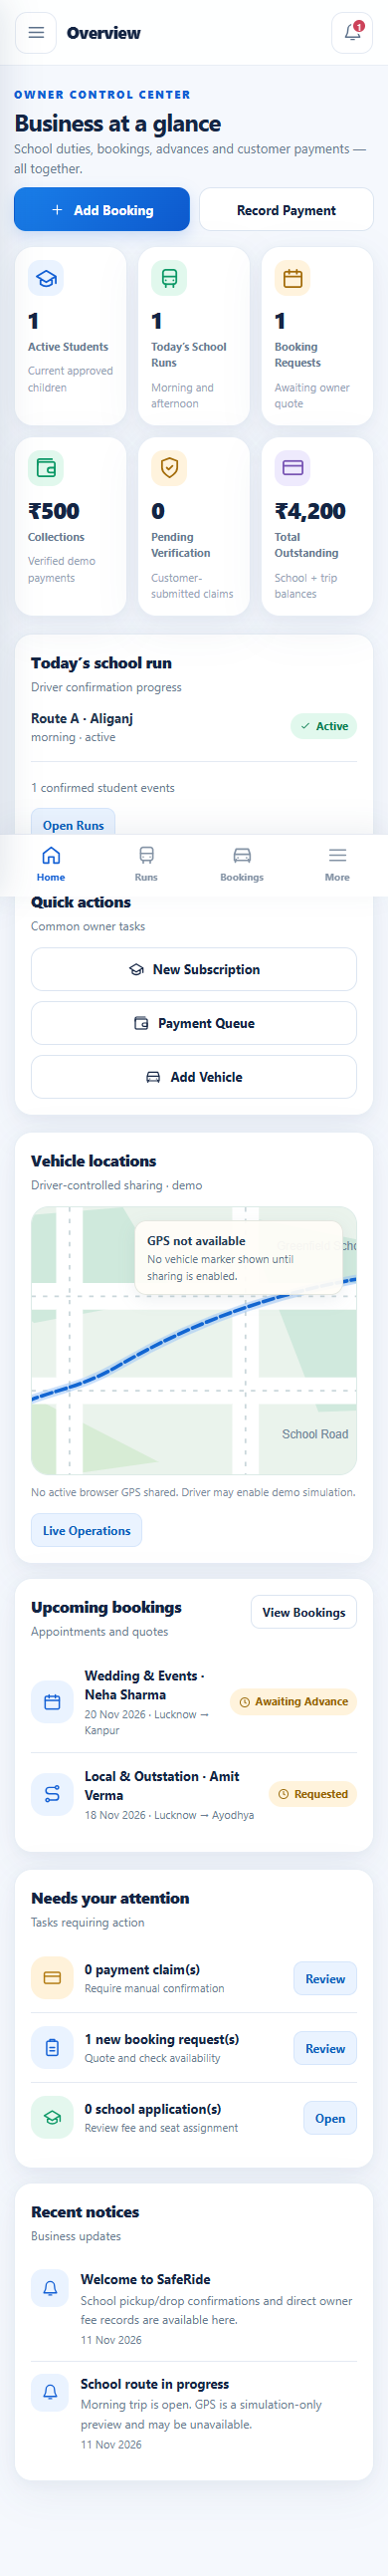 Overview
1
OWNER CONTROL CENTER
Business at a glance
School duties, bookings, advances and customer payments —
all together.
+ Add Booking
Record Payment
1
Active Students
Current approved
children
1
Today's School
Runs
Morning and
afternoon
1
Booking
Requests
Awaiting owner
quote
₹500
Collections
Verified demo
payments
0
Pending
Verification
Customer-
submitted claims
₹4,200
Total
Outstanding
School + trip
balances
Today's school run
Driver confirmation progress
Route A · Aliganj
morning · active
Active
1 confirmed student events
Open Runs
Home
Runs
Bookings
More
Quick actions
Common owner tasks
New Subscription
Payment Queue
Add Vehicle
Vehicle locations
Driver-controlled sharing · demo
GPS not available
No vehicle marker shown until
sharing is enabled.
School Road
No active browser GPS shared. Driver may enable demo simulation.
Live Operations
Upcoming bookings
Appointments and quotes
View Bookings
Wedding & Events ·
Neha Sharma
20 Nov 2026 · Lucknow →
Kanpur
Awaiting Advance
Local & Outstation · Amit
Verma
18 Nov 2026 · Lucknow → Ayodhya
Requested
Needs your attention
Tasks requiring action
0 payment claim(s)
Require manual confirmation
Review
1 new booking request(s)
Quote and check availability
Review
0 school application(s)
Review fee and seat assignment
Open
Recent notices
Business updates
Welcome to SafeRide
School pickup/drop confirmations and direct owner
fee records are available here.
11 Nov 2026
School route in progress
Morning trip is open. GPS is a simulation-only
preview and may be unavailable.
11 Nov 2026